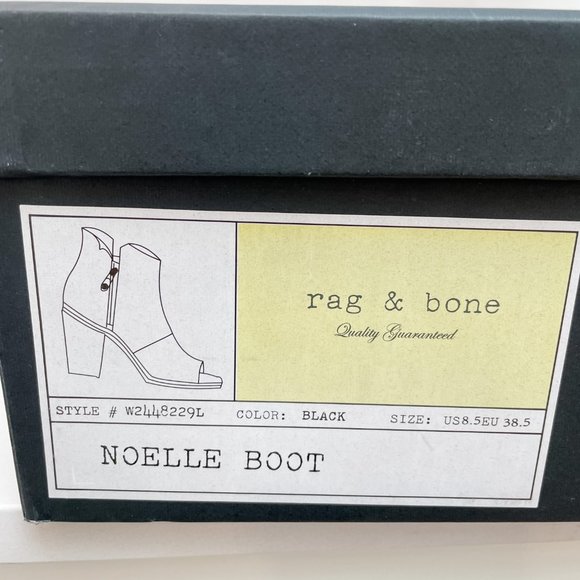 rag & bone
Quality Guaranteed
STYLE # W2448229L COLOR: BLACK SIZE: US8.5EU 38.5
NOELLE BOOT